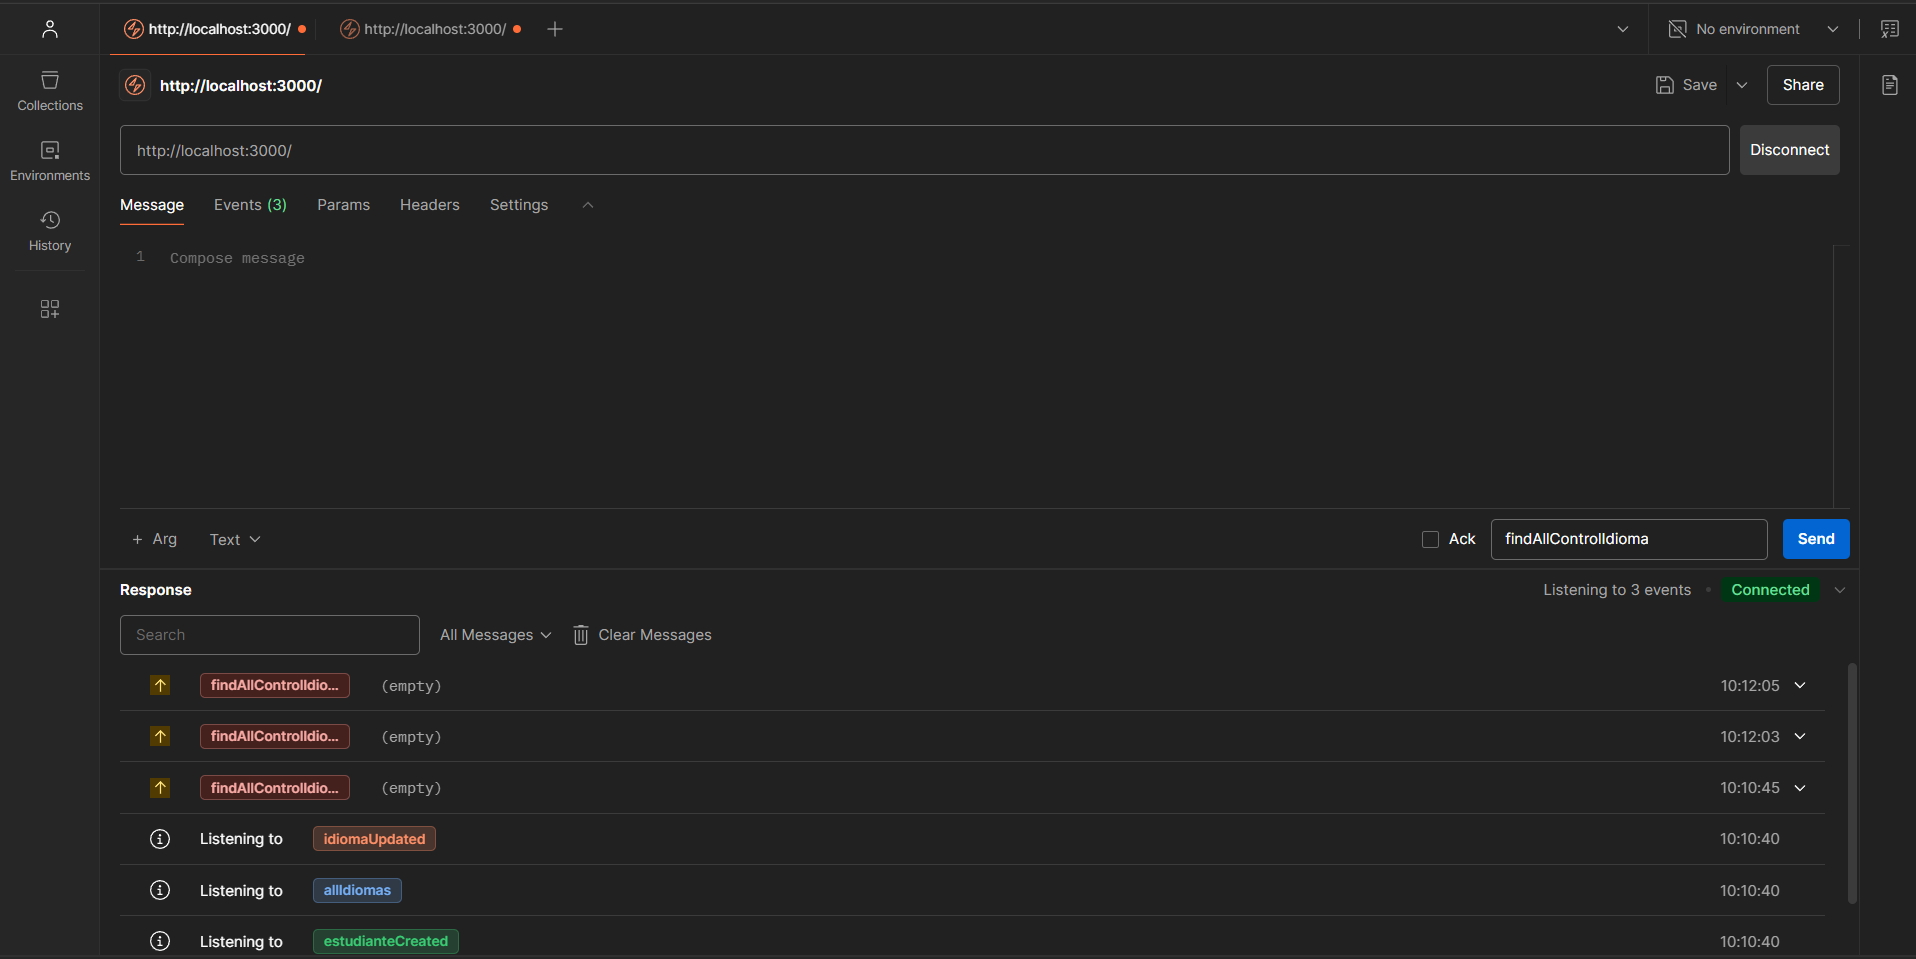 http://localhost:3000/
http://localhost:3000/
No environment
Collections
Environments
History
http://localhost:3000/
Save
Share
http://localhost:3000/
Disconnect
Message Events (3) Params Headers Settings
1 Compose message
+ Arg Text
Ack findAllControlIdioma Send
Response
Listening to 3 events • Connected
Search All Messages Clear Messages
findAllControlIdio... (empty) 10:12:05
findAllControlIdio... (empty) 10:12:03
findAllControlIdio... (empty) 10:10:45
Listening to idiomaUpdated 10:10:40
Listening to allIdiomas 10:10:40
Listening to estudianteCreated 10:10:40